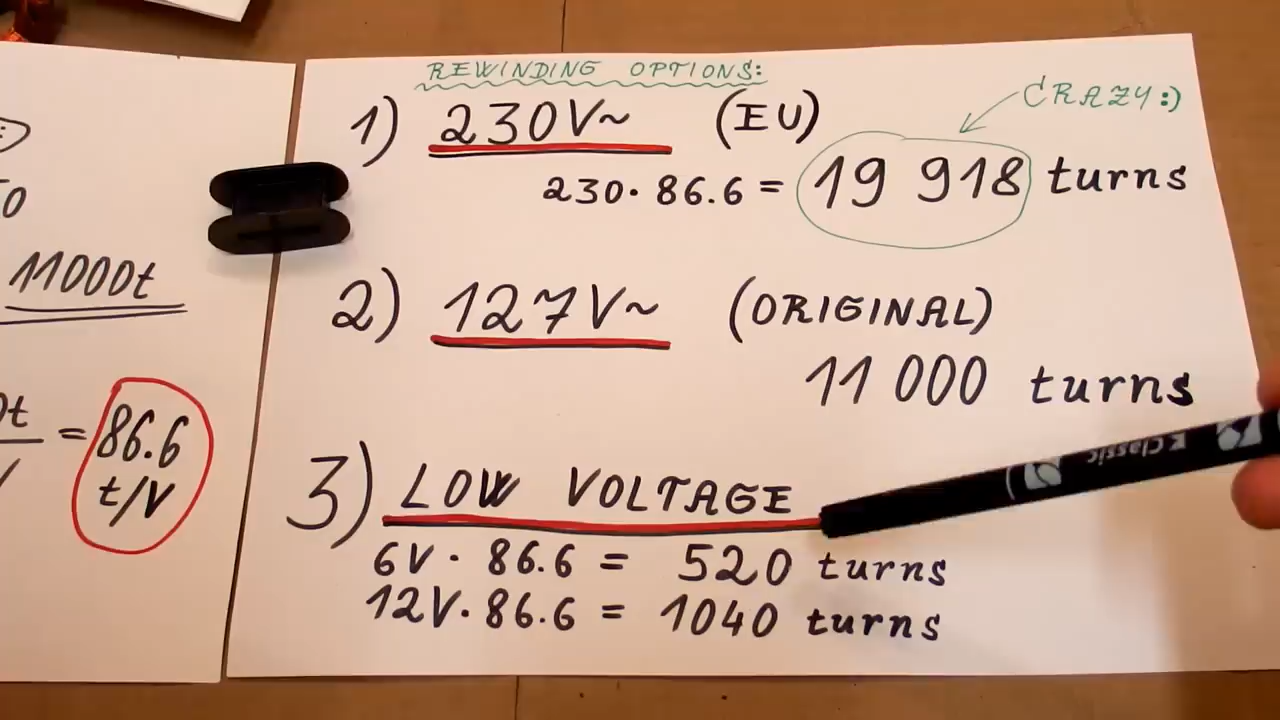 11000t
= 86.6
t/V
REWINDING OPTIONS:
CRAZY:)
1) 230V~ (EU)
230 · 86.6 = 19 918 turns
2) 127V~ (ORIGINAL)
11 000 turns
3) LOW VOLTAGE
6V · 86.6 = 520 turns
12V · 86.6 = 1040 turns
K Classic